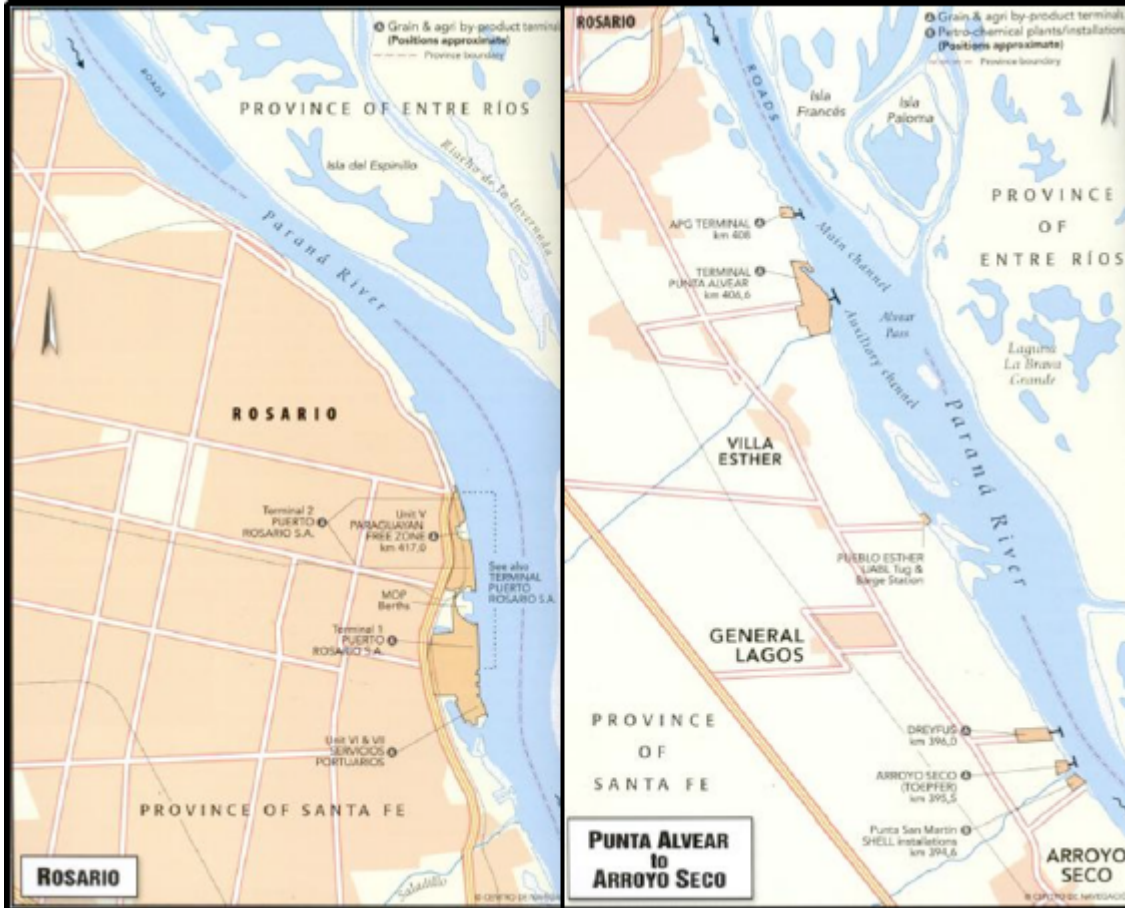 Ⓐ Grain & agri by-product terminals
(Positions approximate)
Province boundary
ROADS
PROVINCE OF ENTRE RÍOS
Isla del Espinillo
Riacho de la Invernada
Paraná River
ROSARIO
Terminal 2 Ⓐ
PUERTO
ROSARIO S.A.
Unit V
PARAGUAYAN Ⓐ
FREE ZONE
km 417,0
See also
TERMINAL
PUERTO
ROSARIO S.A.
MOP
Berths
Terminal 1
PUERTO Ⓐ
ROSARIO S.A.
Unit VI & VII
SERVICIOS Ⓐ
PORTUARIOS
PROVINCE OF SANTA FE
Saladillo
ROSARIO
© CENTRO DE NAVEGA
ROSARIO
Ⓐ Grain & agri by-product terminals
Ⓑ Petro-chemical plants/installations
(Positions approximate)
Province boundary
ROADS
Isla
Francés
Isla
Paloma
PROVINCE
OF
ENTRE RÍOS
APG TERMINAL Ⓐ
km 408
Main channel
TERMINAL Ⓐ
PUNTA ALVEAR
km 406,6
Alvear
Pass
Auxiliary channel
Laguna
La Brava
Grande
Paraná River
VILLA
ESTHER
PUEBLO ESTHER
UABL Tug &
Barge Station
GENERAL
LAGOS
PROVINCE
OF
SANTA FE
DREYFUS Ⓐ
km 396,0
ARROYO SECO Ⓐ
(TOEPFER)
km 395,5
Punta San Martín Ⓑ
SHELL installations
km 394,6
ARROYO
SECO
PUNTA ALVEAR
to
ARROYO SECO
© CENTRO DE NAVEGACIÓ